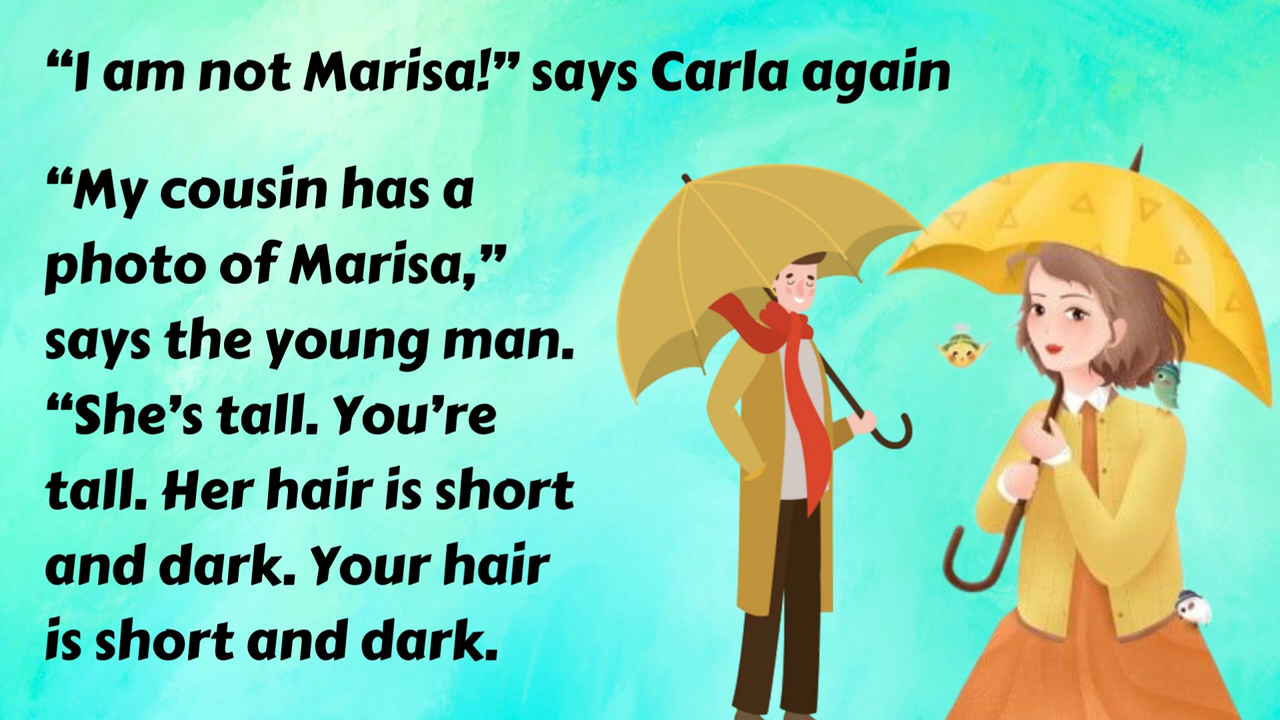 “I am not Marisa!” says Carla again
“My cousin has a
photo of Marisa,”
says the young man.
“She’s tall. You’re
tall. Her hair is short
and dark. Your hair
is short and dark.